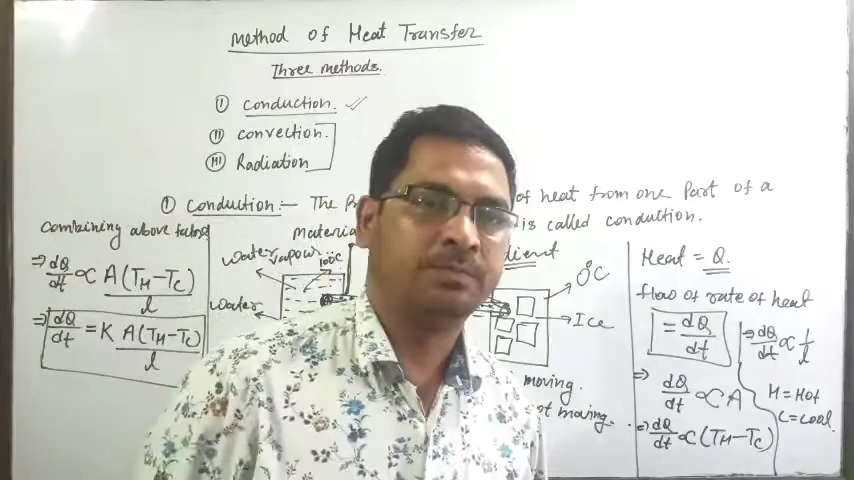 Method of Heat Transfer
Three methods.
I conduction. ✓
II convection.
III Radiation
I conduction:— The of heat from one Part of a
materia is called conduction.
combining above factors
⇒ dQ/dt ∝ A(TH−TC)/l
⇒ dQ/dt = K A(TH−TC)/l
Water vapour
100°C
Water
dient
0°C
Ice
moving.
ot moving.
Heat = Q.
flow of rate of heat
= dQ/dt
⇒ dQ/dt ∝ 1/l
⇒ dQ/dt ∝ A
⇒ dQ/dt ∝ (TH−TC)
H = Hot
C = Cool